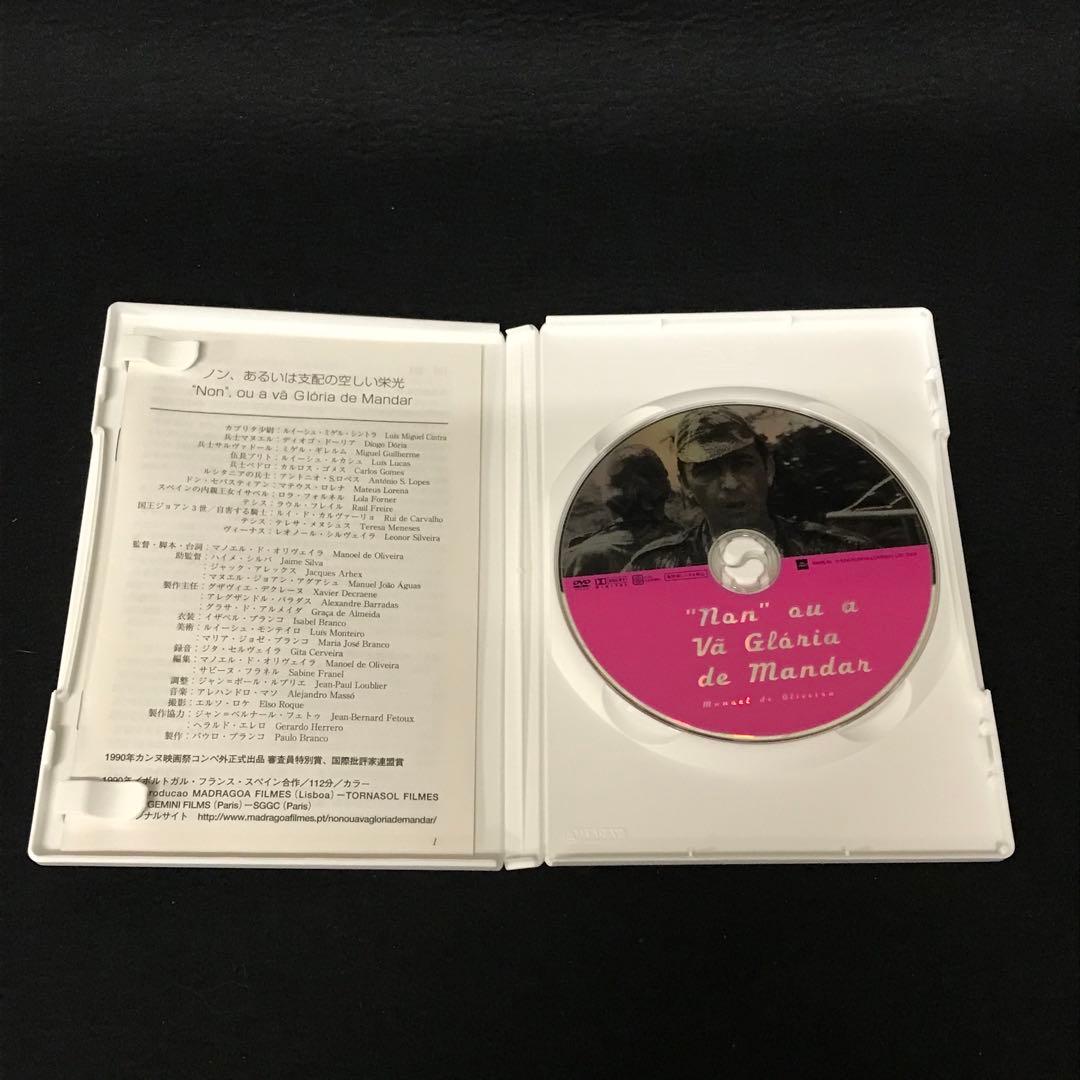 ノン、あるいは支配の空しい栄光
"Non", ou a vã Glória de Mandar
カブリタ少尉：ルイーシュ・ミゲル・シントラ Luís Miguel Cintra
兵士マヌエル：ディオゴ・ドーリア Diogo Dória
兵士サルヴァドール：ミゲル・ギレルム Miguel Guilherme
伍長ブリト：ルイーシュ・ルカシュ Luís Lucas
兵士ペドロ：カルロス・ゴメス Carlos Gomes
ルシタニアの兵士：アントニオ・S.ロペス António S. Lopes
ドン・セバスティアン：マテウス・ロレナ Mateus Lorena
スペインの内親王女イサベル：ロラ・フォルネル Lola Forner
テシス：ラウル・フレイル Raúl Freire
国王ジョアン3世／自害する騎士：ルイ・ド・カルヴァーリョ Rui de Carvalho
テシス：テレサ・メヌシュス Teresa Meneses
ヴィーナス：レオノール・シルヴェイラ Leonor Silveira
監督・脚本・台詞：マノエル・ド・オリヴェイラ Manoel de Oliveira
助監督：ハイメ・シルバ Jaime Silva
：ジャック・アレックス Jacques Arhex
：マヌエル・ジョアン・アグアシュ Manuel João Águas
製作主任：グザヴィエ・デクレーヌ Xavier Decraene
：アレグザンドル・バラダス Alexandre Barradas
：グラサ・ド・アルメイダ Graça de Almeida
衣装：イザベル・ブランコ Isabel Branco
美術：ルイーシュ・モンテイロ Luís Monteiro
：マリア・ジョゼ・ブランコ Maria José Branco
録音：ジタ・セルヴェイラ Gita Cerveira
編集：マノエル・ド・オリヴェイラ Manoel de Oliveira
：サビーヌ・フラネル Sabine Franel
調整：ジャン＝ポール・ルブリエ Jean-Paul Loublier
音楽：アレハンドロ・マソ Alejandro Massó
撮影：エルソ・ロケ Elso Roque
製作協力：ジャン＝ベルナール・フェトゥ Jean-Bernard Fetoux
：ヘラルド・エレロ Gerardo Herrero
製作：パウロ・ブランコ Paulo Branco
1990年カンヌ映画祭コンペ外正式出品 審査員特別賞、国際批評家連盟賞
1990年／ポルトガル・フランス・スペイン合作／112分／カラー
roducao MADRAGOA FILMES（Lisboa）ーTORNASOL FILMES
GEMINI FILMS（Paris）ーSGGC（Paris）
ナルサイト http://www.madragoafilmes.pt/nonouavagloriademandar/
1
DVD
"Non" ou a
Vã Glória
de Mandar
Manoel de Oliveira